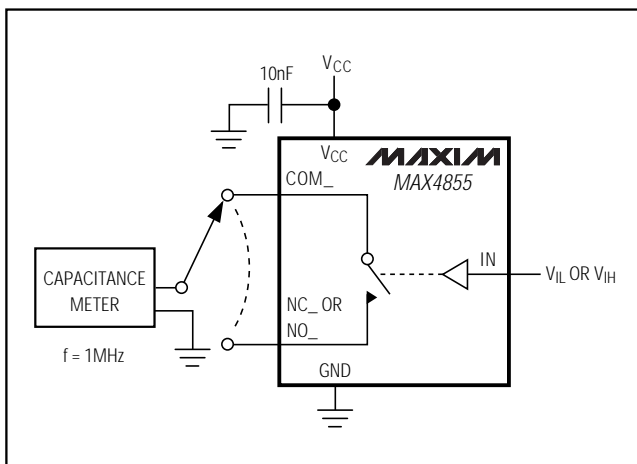 10nF
VCC
VCC
MAXIM
MAX4855
COM_
IN
VIL OR VIH
CAPACITANCE
METER
NC_ OR
NO_
f = 1MHz
GND